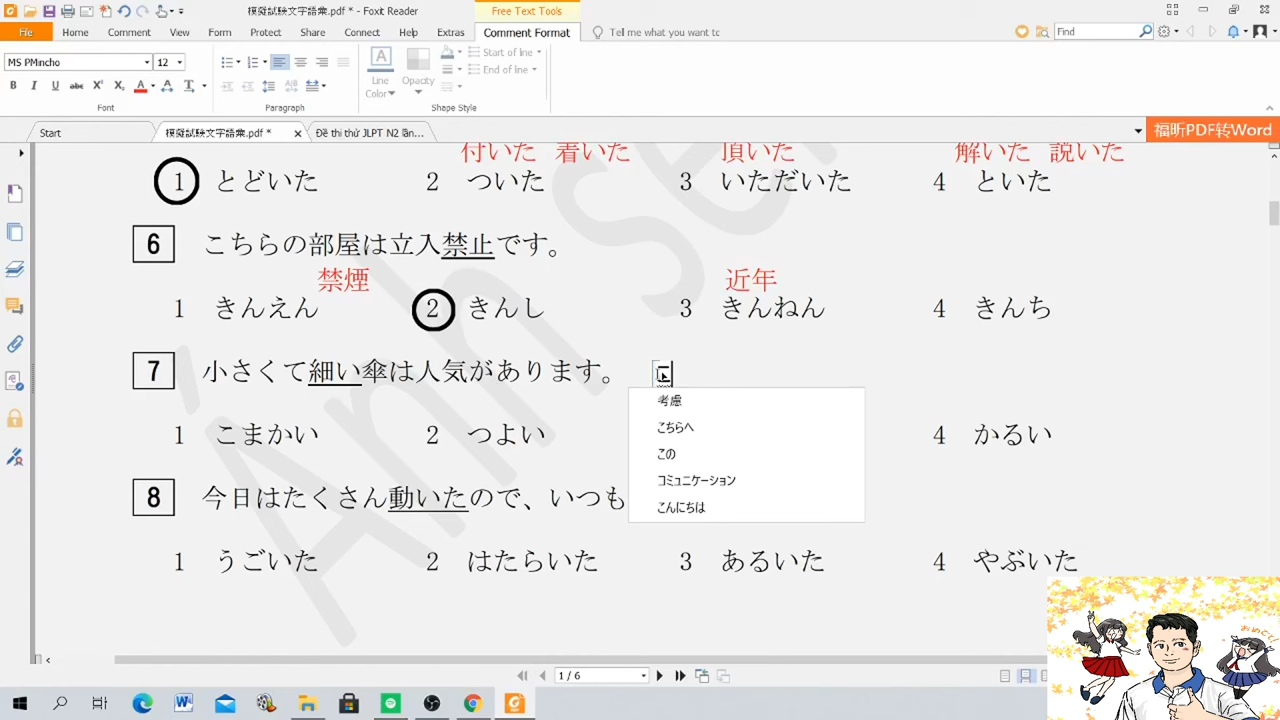 模擬試験文字語彙.pdf * - Foxit Reader
Free Text Tools
File Home Comment View Form Protect Share Connect Help Extras Comment Format Tell me what you want to Find
MS PMincho 12
Start of line
End of line
Line Color
Opacity
B I U abc X² X₂ A T
Font Paragraph Shape Style
Start 模擬試験文字語彙.pdf * Đề thi thử JLPT N2 lần... 福昕PDF转Word
付いた 着いた 頂いた 解いた 説いた
1 とどいた 2 ついた 3 いただいた 4 といた
6 こちらの部屋は立入禁止です。
禁煙 近年
1 きんえん 2 きんし 3 きんねん 4 きんち
7 小さくて細い傘は人気があります。
考慮
こちらへ
この
コミュニケーション
こんにちは
1 こまかい 2 つよい 4 かるい
8 今日はたくさん動いたので、いつも
1 うごいた 2 はたらいた 3 あるいた 4 やぶいた
Anh se
おめでとう!
1 / 6